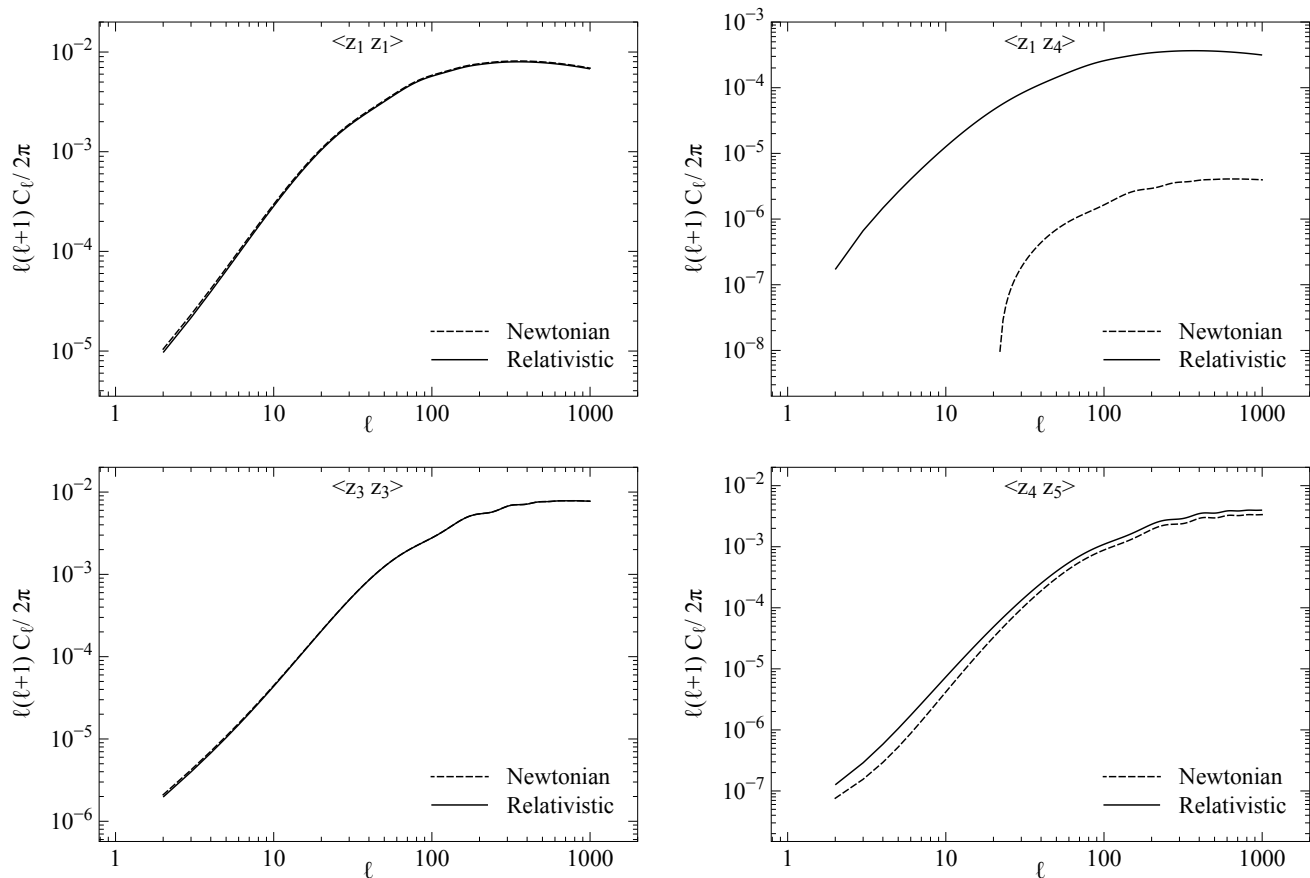 <z₁ z₁>
10⁻²
10⁻³
10⁻⁴
10⁻⁵
ℓ(ℓ+1) Cℓ / 2π
Newtonian
Relativistic
1 10 100 1000
ℓ
<z₁ z₄>
10⁻³
10⁻⁴
10⁻⁵
10⁻⁶
10⁻⁷
10⁻⁸
ℓ(ℓ+1) Cℓ / 2π
Newtonian
Relativistic
1 10 100 1000
ℓ
<z₃ z₃>
10⁻²
10⁻³
10⁻⁴
10⁻⁵
10⁻⁶
ℓ(ℓ+1) Cℓ / 2π
Newtonian
Relativistic
1 10 100 1000
ℓ
<z₄ z₅>
10⁻²
10⁻³
10⁻⁴
10⁻⁵
10⁻⁶
10⁻⁷
ℓ(ℓ+1) Cℓ / 2π
Newtonian
Relativistic
1 10 100 1000
ℓ